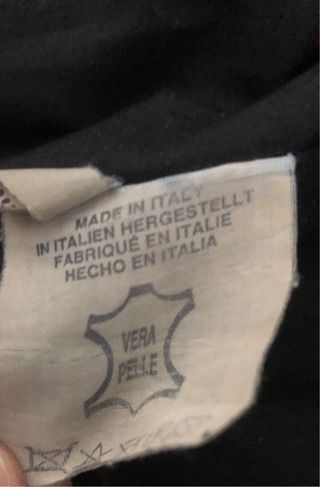 MADE IN ITALY
IN ITALIEN HERGESTELLT
FABRIQUÉ EN ITALIE
HECHO EN ITALIA
VERA
PELLE